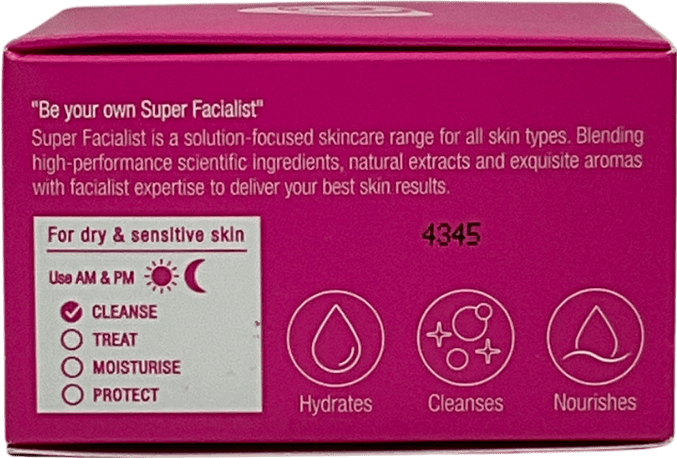 "Be your own Super Facialist"
Super Facialist is a solution-focused skincare range for all skin types. Blending
high-performance scientific ingredients, natural extracts and exquisite aromas
with facialist expertise to deliver your best skin results.
For dry & sensitive skin
Use AM & PM
CLEANSE
TREAT
MOISTURISE
PROTECT
4345
Hydrates
Cleanses
Nourishes